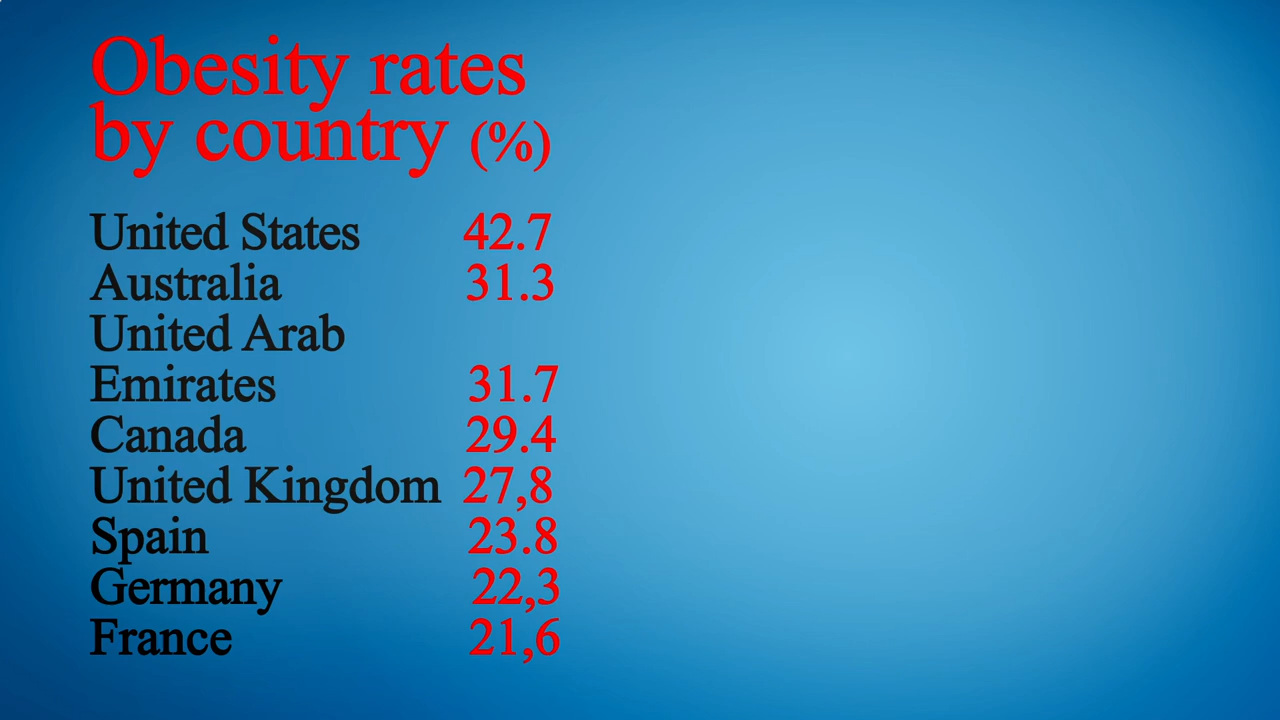 Obesity rates
by country (%)
United States 42.7
Australia 31.3
United Arab
Emirates 31.7
Canada 29.4
United Kingdom 27,8
Spain 23.8
Germany 22,3
France 21,6